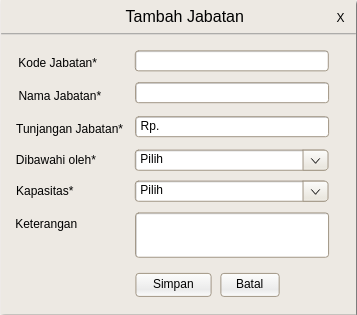 Tambah Jabatan X
Kode Jabatan*
Nama Jabatan*
Tunjangan Jabatan* Rp.
Dibawahi oleh* Pilih
Kapasitas* Pilih
Keterangan
Simpan Batal